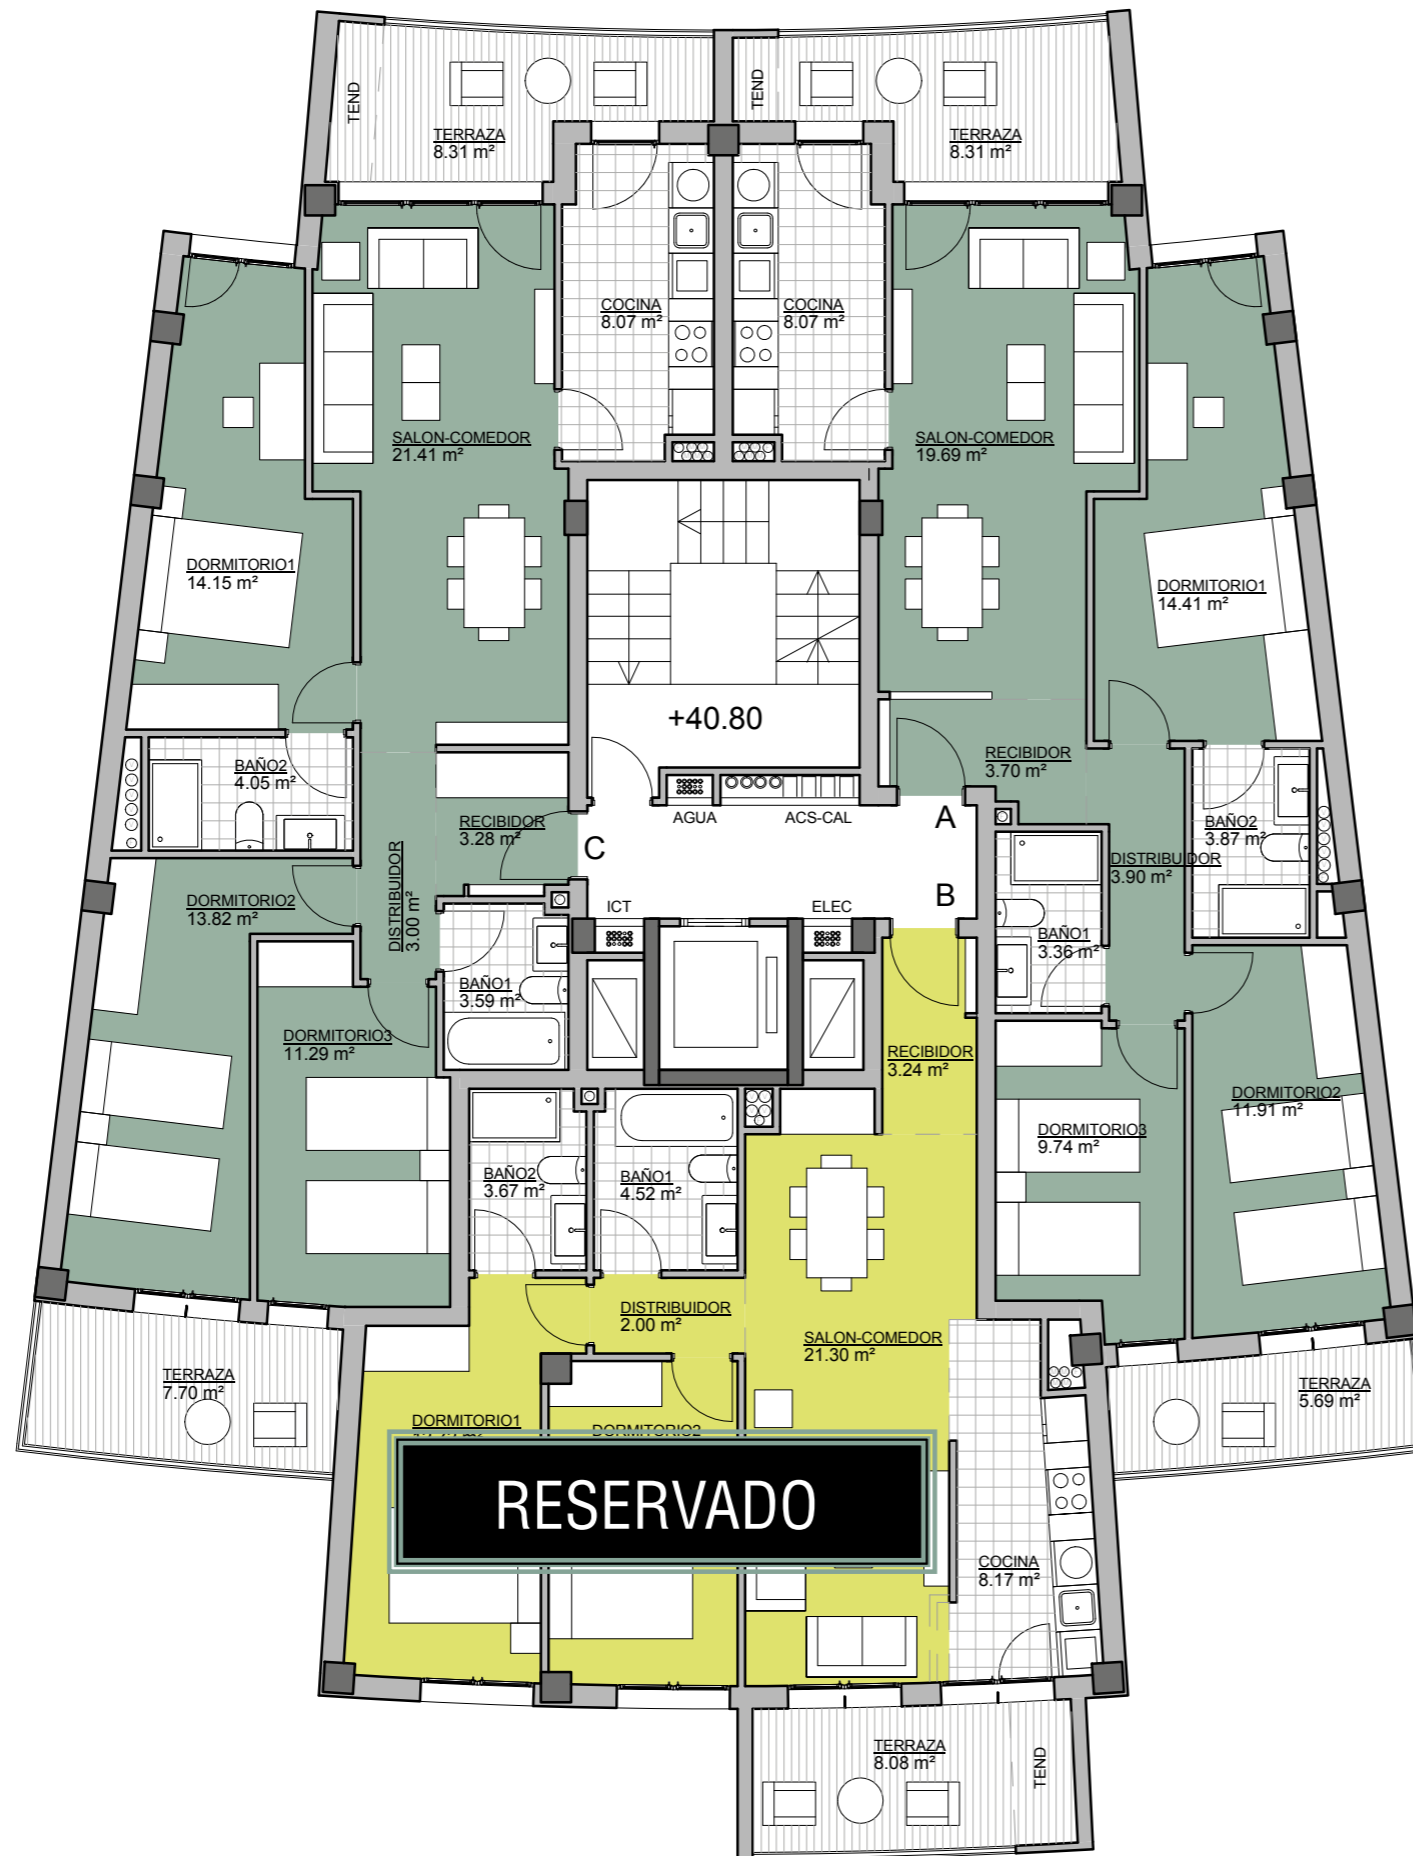 TEND
TERRAZA
8.31 m²
TEND
TERRAZA
8.31 m²
COCINA
8.07 m²
COCINA
8.07 m²
SALON-COMEDOR
21.41 m²
SALON-COMEDOR
19.69 m²
DORMITORIO1
14.15 m²
DORMITORIO1
14.41 m²
+40.80
BAÑO2
4.05 m²
RECIBIDOR
3.70 m²
AGUA
ACS-CAL
A
RECIBIDOR
3.28 m²
C
BAÑO2
3.87 m²
DISTRIBUIDOR
3.90 m²
DORMITORIO2
13.82 m²
DISTRIBUIDOR
3.00 m²
ICT
ELEC
B
BAÑO1
3.36 m²
BAÑO1
3.59 m²
DORMITORIO3
11.29 m²
RECIBIDOR
3.24 m²
DORMITORIO2
11.91 m²
DORMITORIO3
9.74 m²
BAÑO2
3.67 m²
BAÑO1
4.52 m²
DISTRIBUIDOR
2.00 m²
SALON-COMEDOR
21.30 m²
TERRAZA
7.70 m²
TERRAZA
5.69 m²
DORMITORIO1
DORMITORIO2
RESERVADO
COCINA
8.17 m²
TERRAZA
8.08 m²
TEND